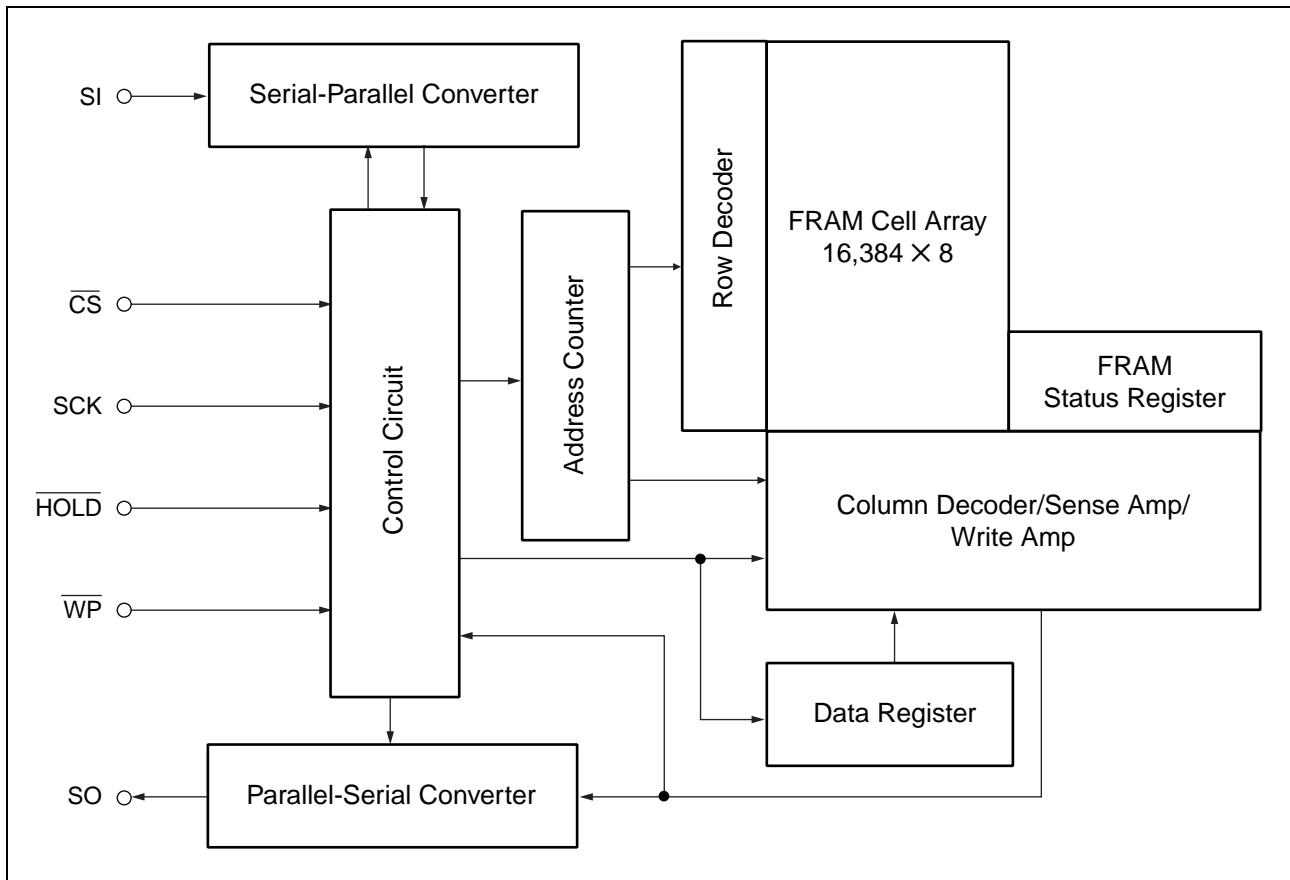 SI
Serial-Parallel Converter
Row Decoder
FRAM Cell Array
16,384 × 8
CS
SCK
HOLD
WP
Control Circuit
Address Counter
FRAM
Status Register
Column Decoder/Sense Amp/
Write Amp
Data Register
SO
Parallel-Serial Converter